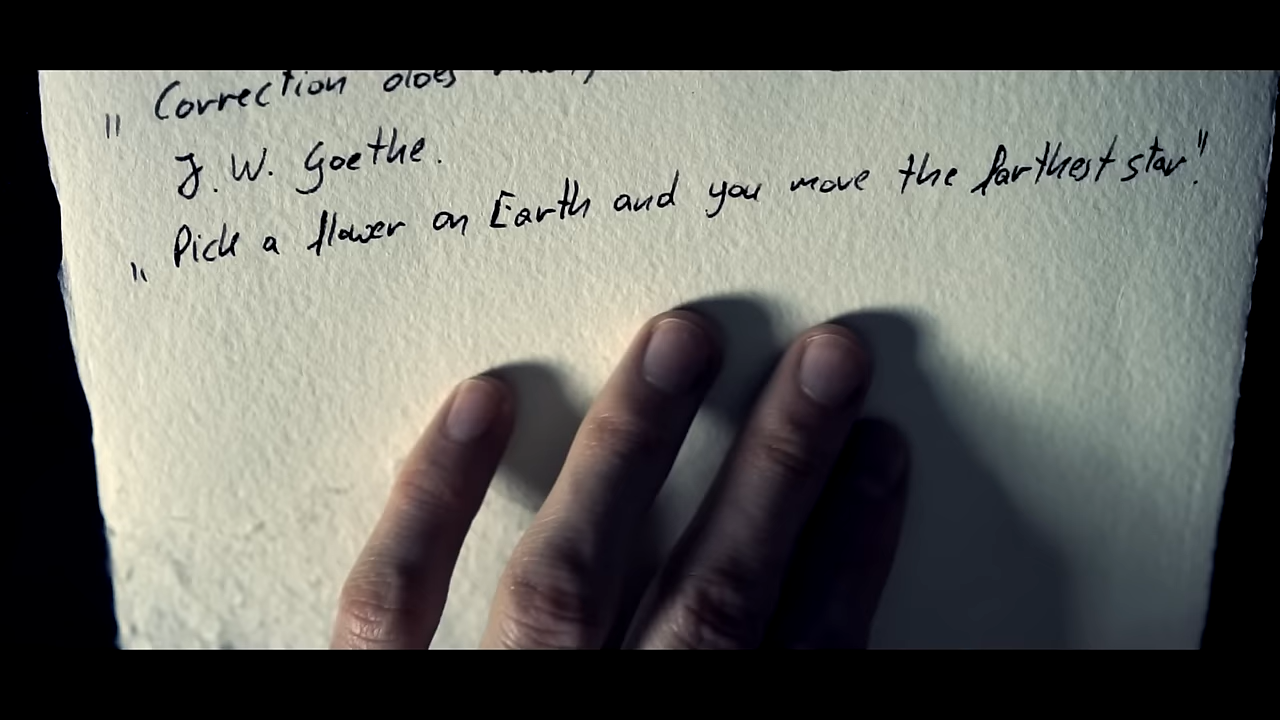 „ Correction does
J. W. Goethe.
„ Pick a flower on Earth and you move the farthest star."